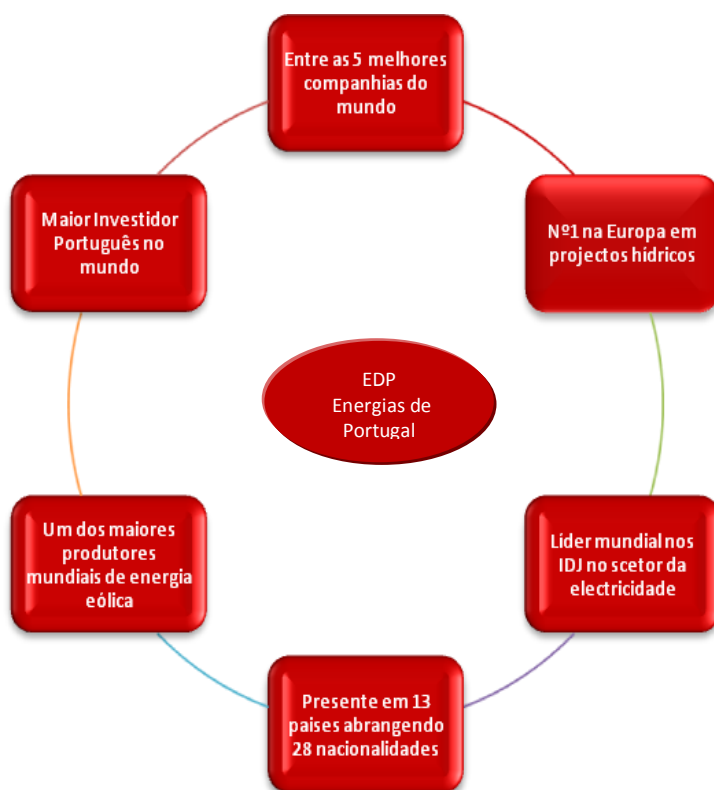 Entre as 5 melhores
companhias do
mundo
Nº1 na Europa em
projectos hídricos
Líder mundial nos
IDJ no scetor da
electricidade
Presente em 13
paises abrangendo
28 nacionalidades
Um dos maiores
produtores
mundiais de energia
eólica
Maior Investidor
Português no
mundo
EDP
Energias de
Portugal